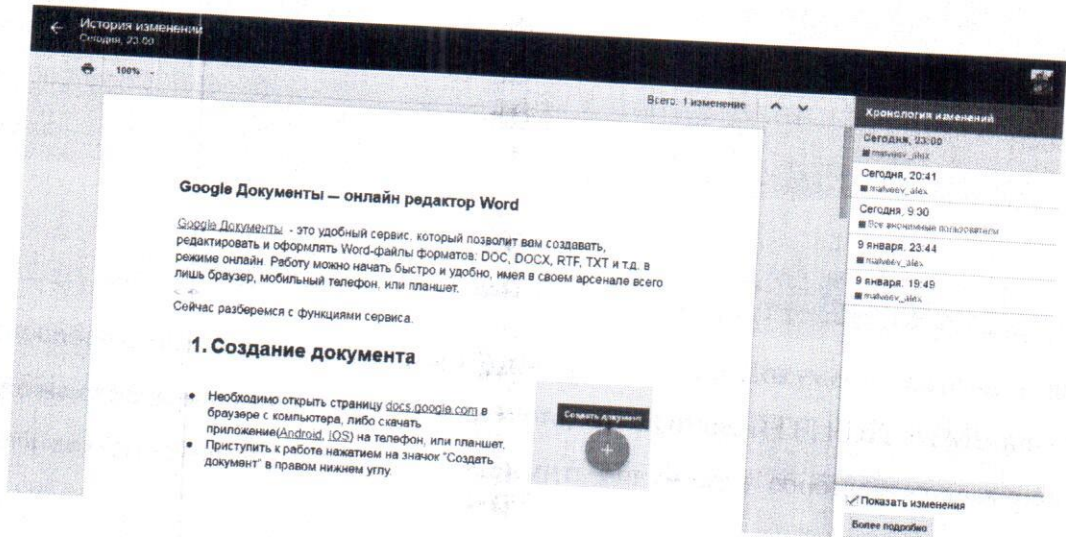 История изменений
Сегодня, 23:00
100%
Всего: 1 изменение
Google Документы — онлайн редактор Word
Google Документы - это удобный сервис, который позволит вам создавать,
редактировать и оформлять Word-файлы форматов: DOC, DOCX, RTF, TXT и т.д. в
режиме онлайн. Работу можно начать быстро и удобно, имея в своем арсенале всего
лишь браузер, мобильный телефон, или планшет.
Сейчас разберемся с функциями сервиса.
1. Создание документа
• Необходимо открыть страницу docs.google.com в
браузере с компьютера, либо скачать
приложение(Android, IOS) на телефон, или планшет.
• Приступить к работе нажатием на значок "Создать
документ" в правом нижнем углу
Создать документ
Хронология изменений
Сегодня, 23:00
matveev_alex
Сегодня, 20:41
matveev_alex
Сегодня, 9:30
Все анонимные пользователи
9 января, 23:44
matveev_alex
9 января, 19:49
matveev_alex
Показать изменения
Более подробно